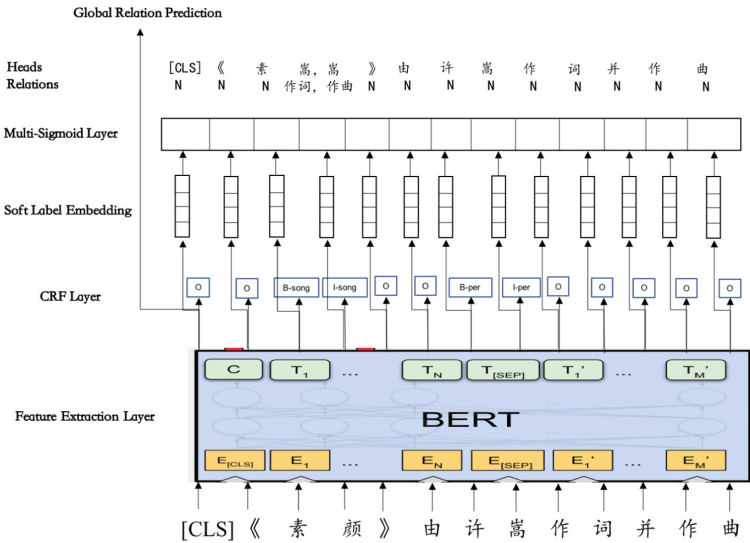 Global Relation Prediction
Heads [CLS] 《 素 嵩,嵩 》 由 许 嵩 作 词 并 作 曲
Relations N N N 作词,作曲 N N N N N N N N N
Multi-Sigmoid Layer
Soft Label Embedding
CRF Layer O O B-song I-song O O B-per I-per O O O O O
Feature Extraction Layer
C T1 ... TN T[SEP] T1' ... TM'
BERT
E[CLS] E1 ... EN E[SEP] E1' ... EM'
[CLS] 《 素 颜 》 由 许 嵩 作 词 并 作 曲